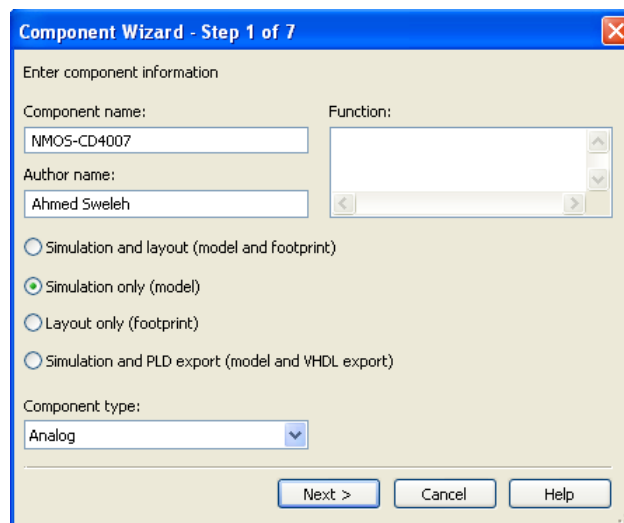 Component Wizard - Step 1 of 7
Enter component information
Component name:
NMOS-CD4007
Function:
Author name:
Ahmed Sweleh
Simulation and layout (model and footprint)
Simulation only (model)
Layout only (footprint)
Simulation and PLD export (model and VHDL export)
Component type:
Analog
Next >
Cancel
Help